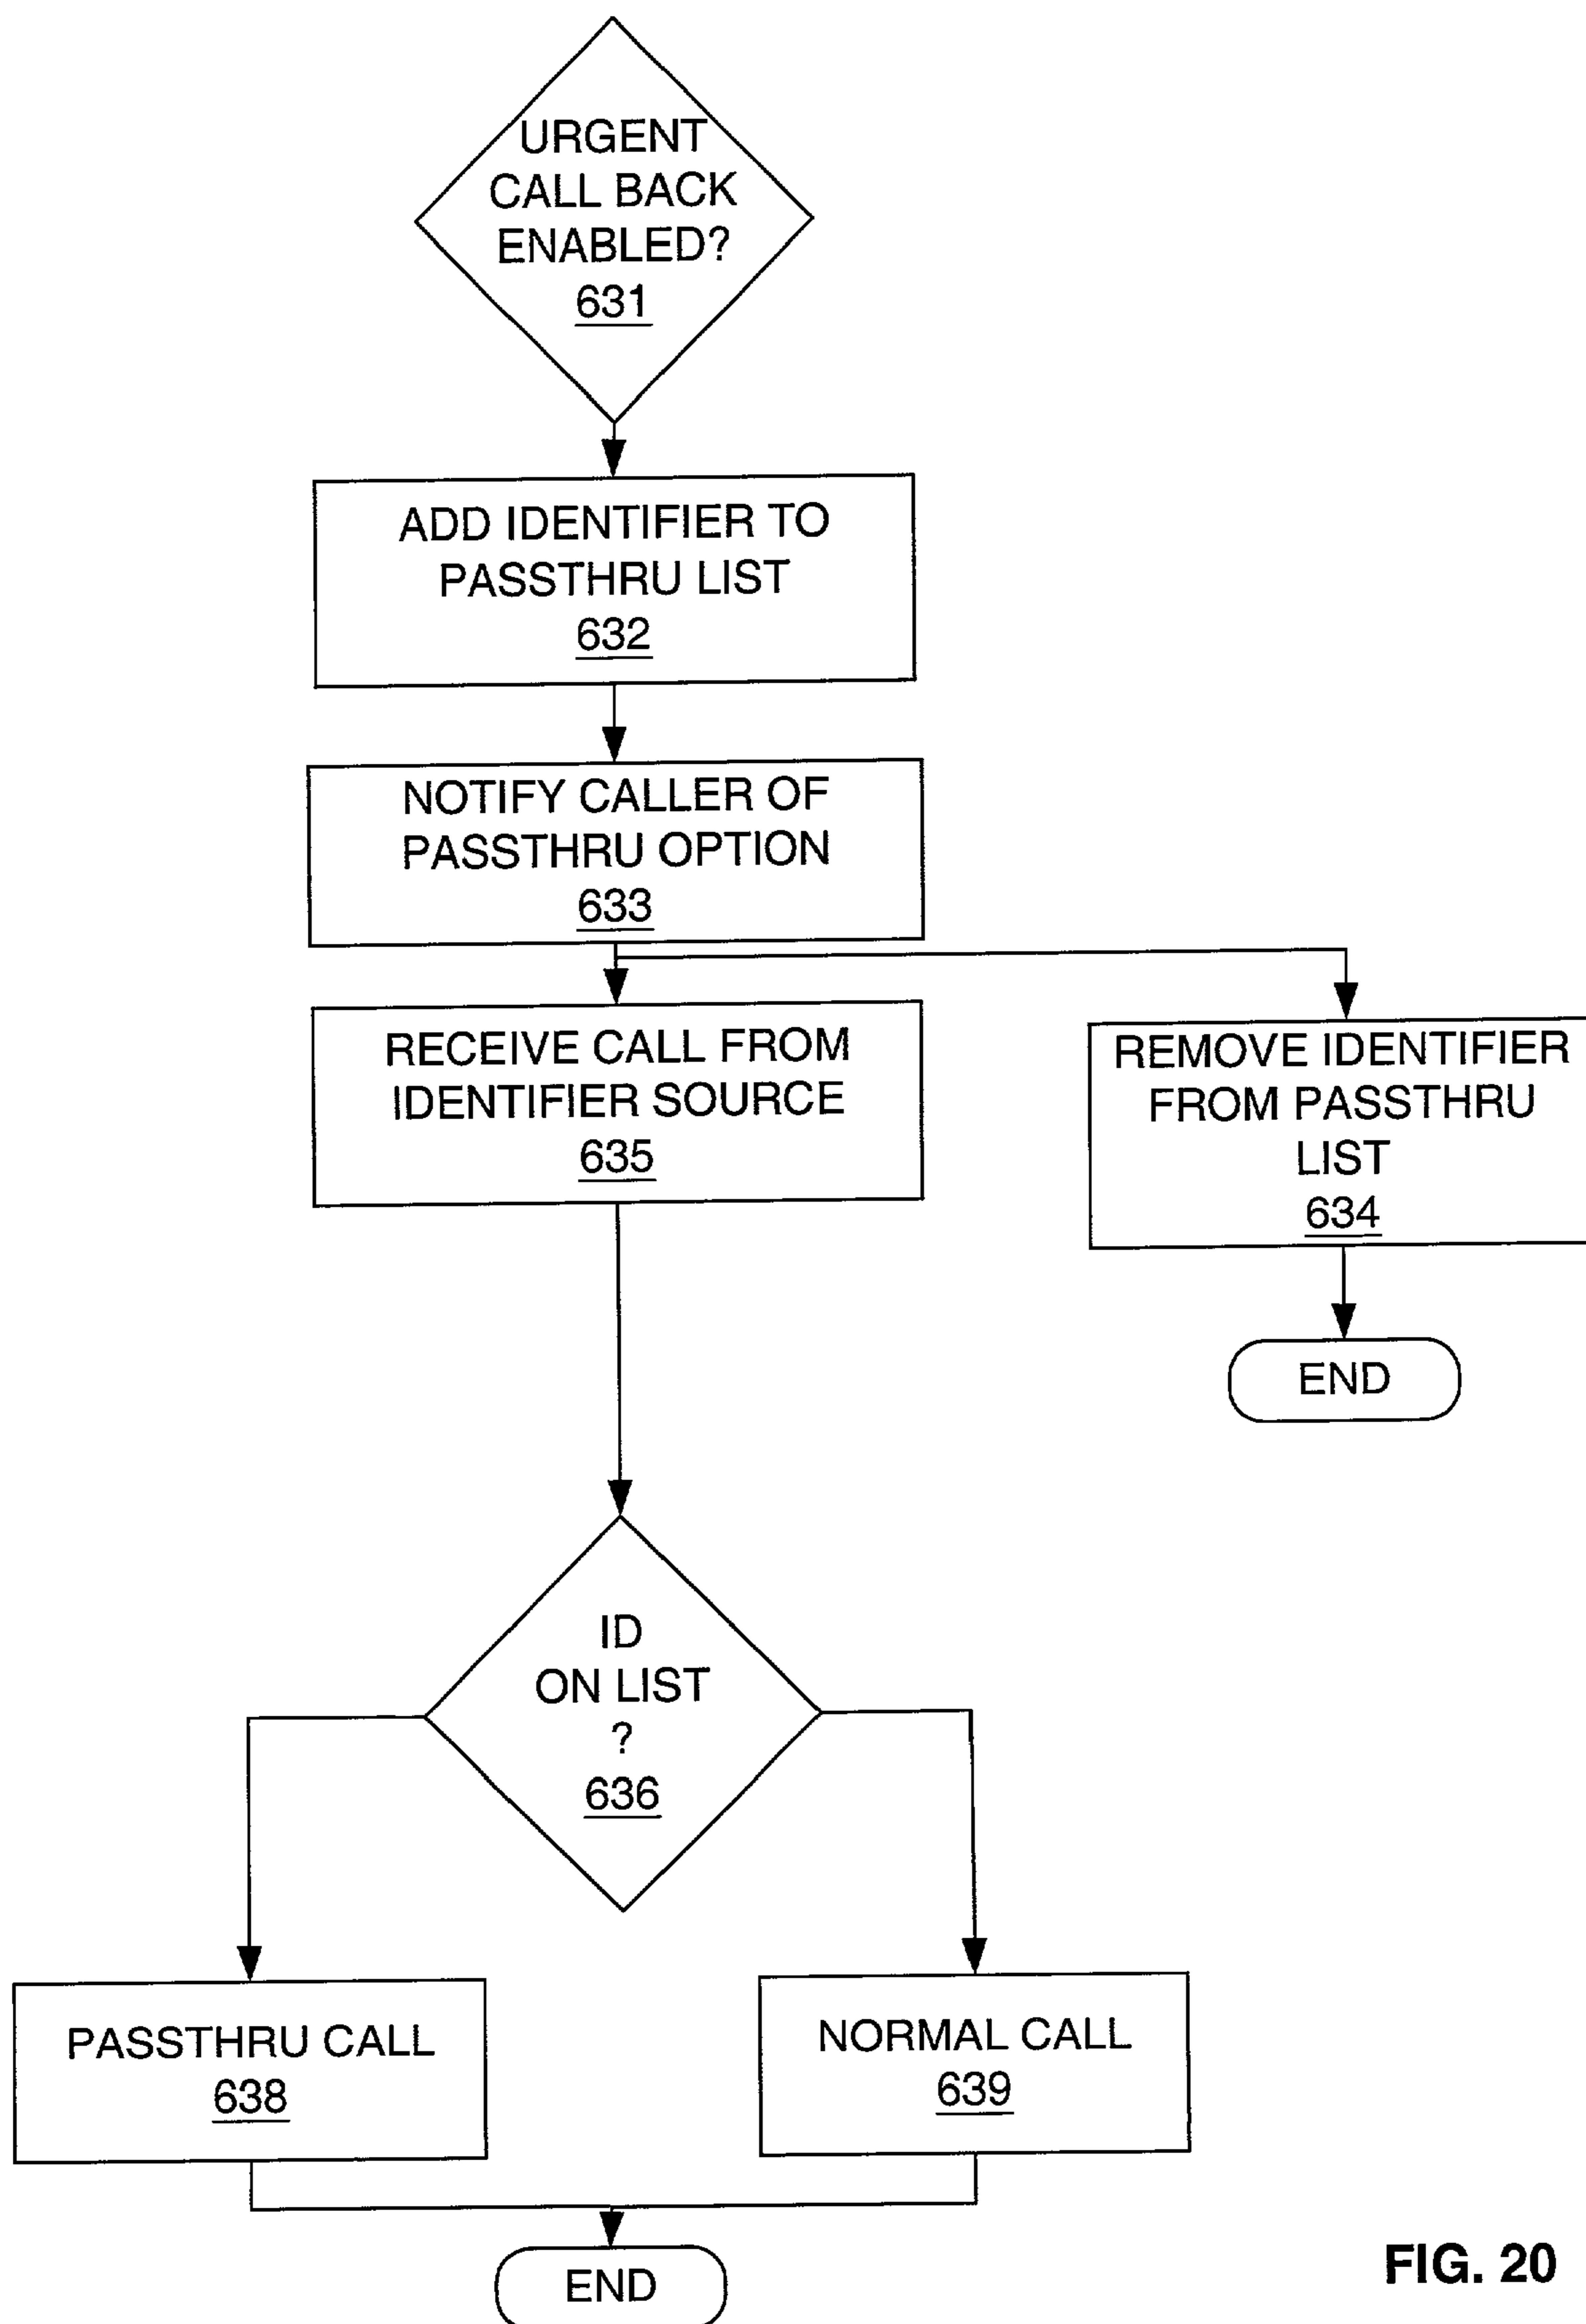 URGENT
CALL BACK
ENABLED?
631
ADD IDENTIFIER TO
PASSTHRU LIST
632
NOTIFY CALLER OF
PASSTHRU OPTION
633
RECEIVE CALL FROM
IDENTIFIER SOURCE
635
REMOVE IDENTIFIER
FROM PASSTHRU
LIST
634
END
ID
ON LIST
?
636
PASSTHRU CALL
638
NORMAL CALL
639
END
FIG. 20